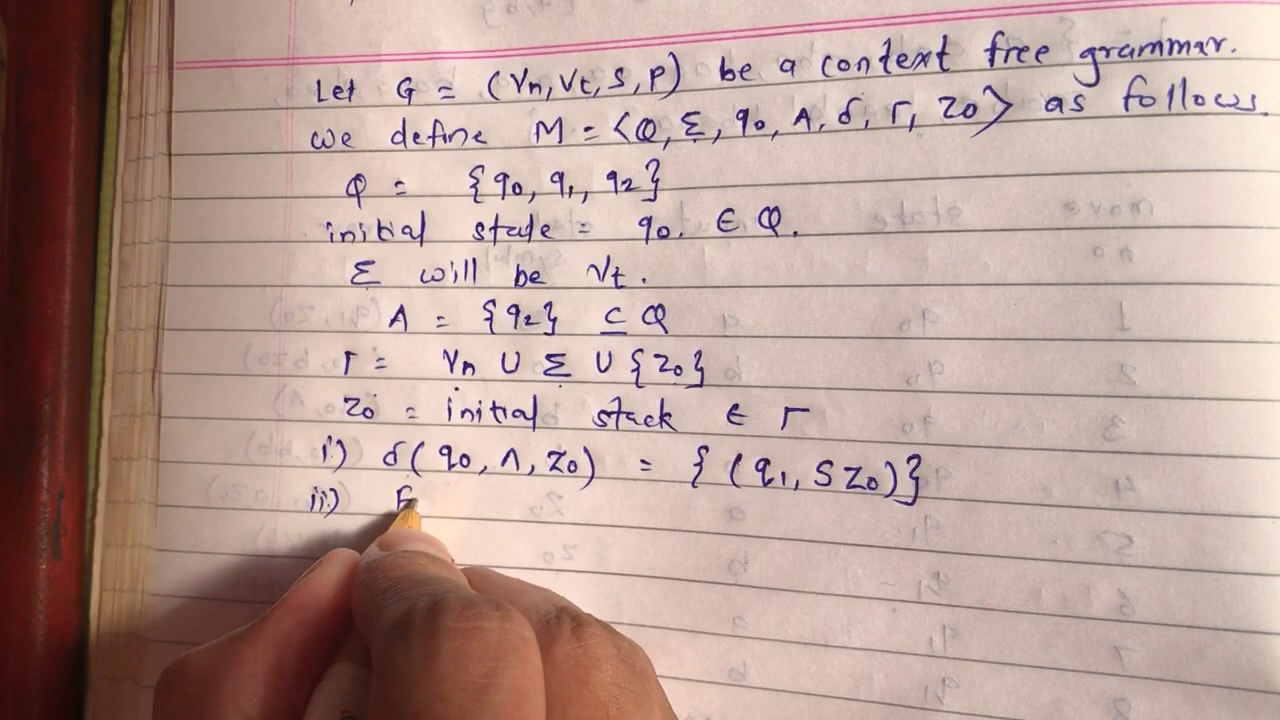 Let G = (Vn, Vt, S, P) be a context free grammar.
we define M = <Q, Σ, q0, A, δ, Γ, Z0> as follows.
Q = {q0, q1, q2}
initial state = q0. ∈ Q.
Σ will be Vt.
A = {q2} ⊆ Q
Γ = Vn ∪ Σ ∪ {Z0}
Z0 = initial stack ∈ Γ
i) δ(q0, Λ, Z0) = {(q1, S Z0)}
ii)